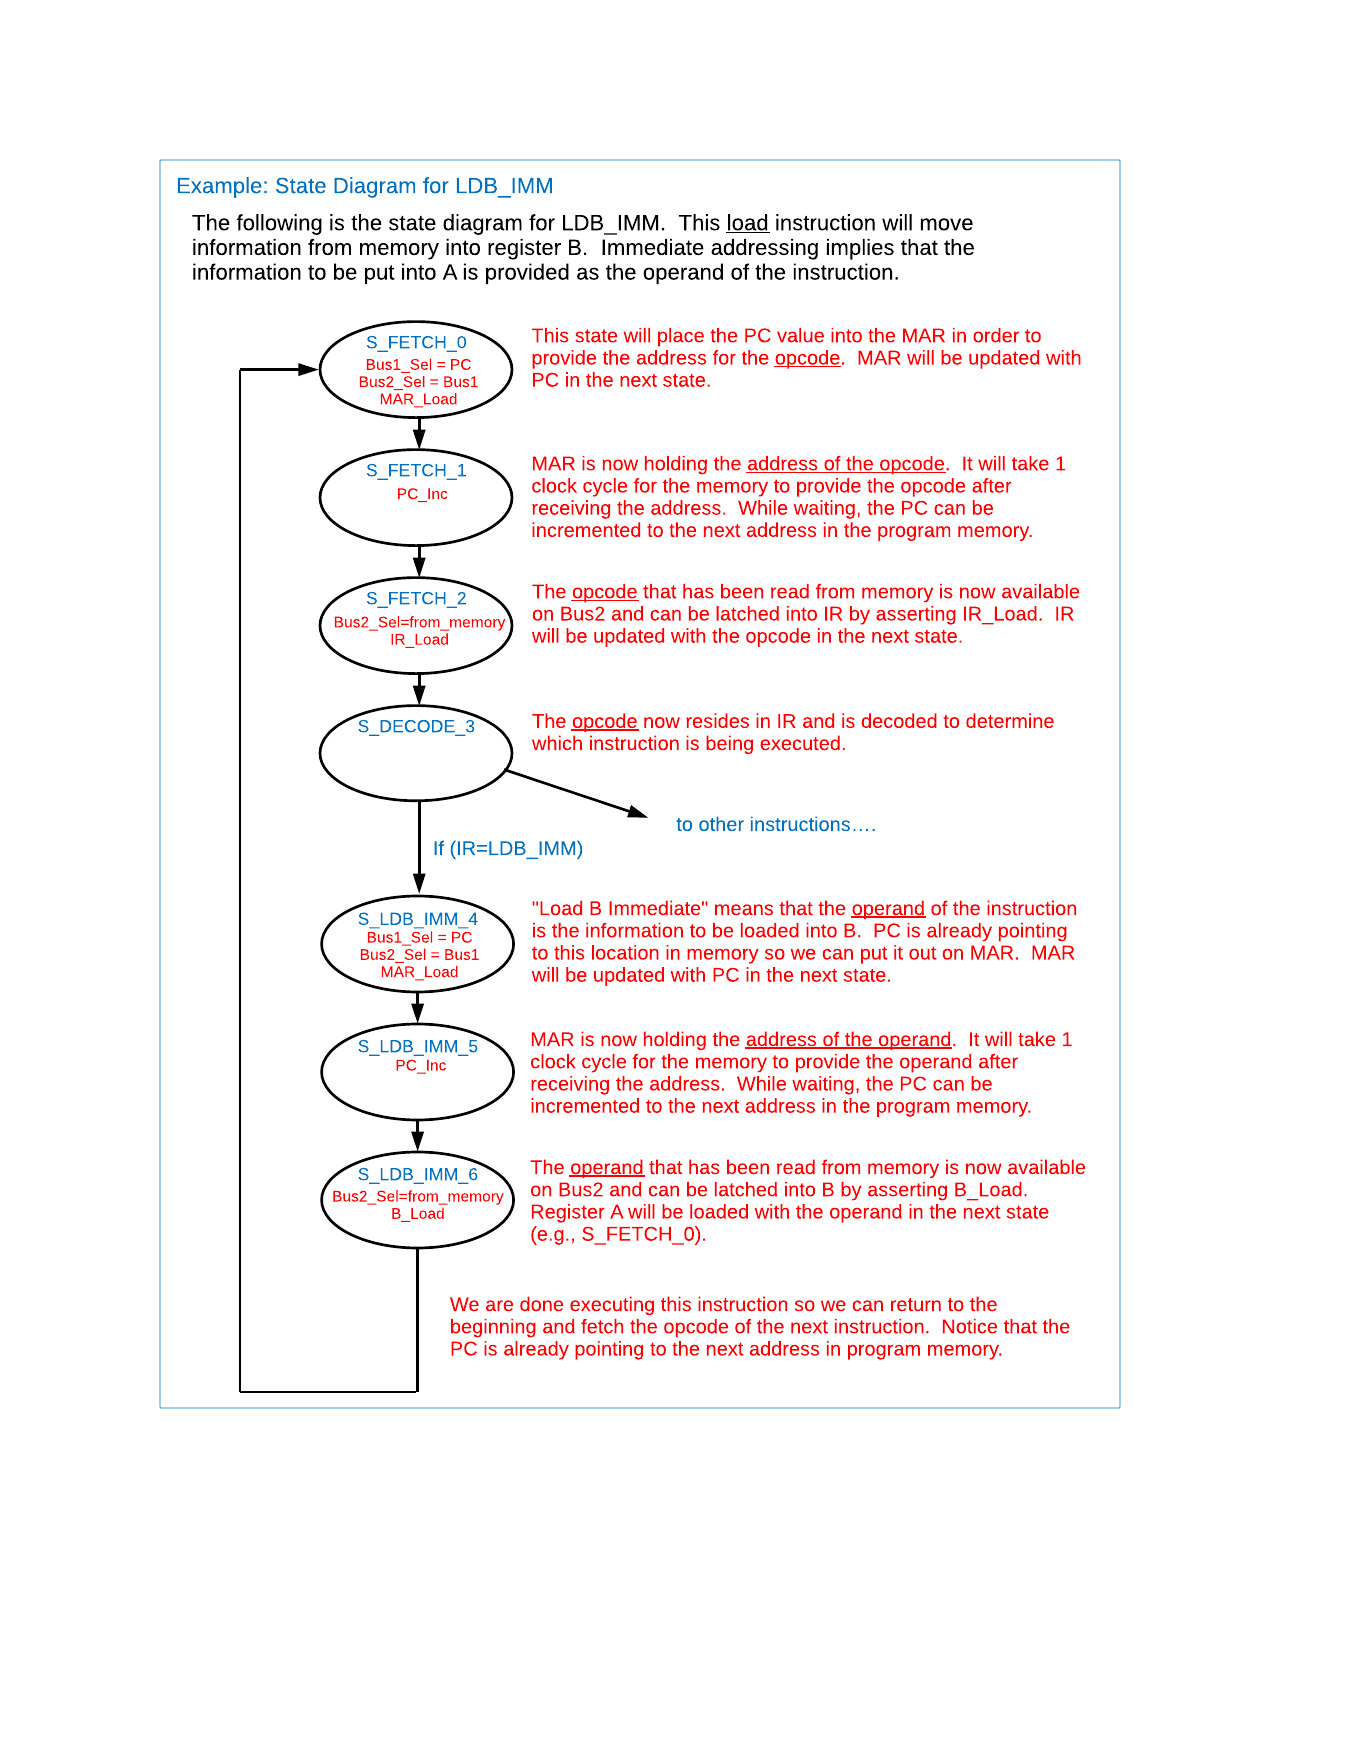 Example: State Diagram for LDB_IMM
The following is the state diagram for LDB_IMM.  This load instruction will move
information from memory into register B.  Immediate addressing implies that the
information to be put into A is provided as the operand of the instruction.
S_FETCH_0
Bus1_Sel = PC
Bus2_Sel = Bus1
MAR_Load
This state will place the PC value into the MAR in order to
provide the address for the opcode.  MAR will be updated with
PC in the next state.
S_FETCH_1
PC_Inc
MAR is now holding the address of the opcode.  It will take 1
clock cycle for the memory to provide the opcode after
receiving the address.  While waiting, the PC can be
incremented to the next address in the program memory.
S_FETCH_2
Bus2_Sel=from_memory
IR_Load
The opcode that has been read from memory is now available
on Bus2 and can be latched into IR by asserting IR_Load.  IR
will be updated with the opcode in the next state.
S_DECODE_3
The opcode now resides in IR and is decoded to determine
which instruction is being executed.
to other instructions….
If (IR=LDB_IMM)
S_LDB_IMM_4
Bus1_Sel = PC
Bus2_Sel = Bus1
MAR_Load
"Load B Immediate" means that the operand of the instruction
is the information to be loaded into B.  PC is already pointing
to this location in memory so we can put it out on MAR.  MAR
will be updated with PC in the next state.
S_LDB_IMM_5
PC_Inc
MAR is now holding the address of the operand.  It will take 1
clock cycle for the memory to provide the operand after
receiving the address.  While waiting, the PC can be
incremented to the next address in the program memory.
S_LDB_IMM_6
Bus2_Sel=from_memory
B_Load
The operand that has been read from memory is now available
on Bus2 and can be latched into B by asserting B_Load.
Register A will be loaded with the operand in the next state
(e.g., S_FETCH_0).
We are done executing this instruction so we can return to the
beginning and fetch the opcode of the next instruction.  Notice that the
PC is already pointing to the next address in program memory.